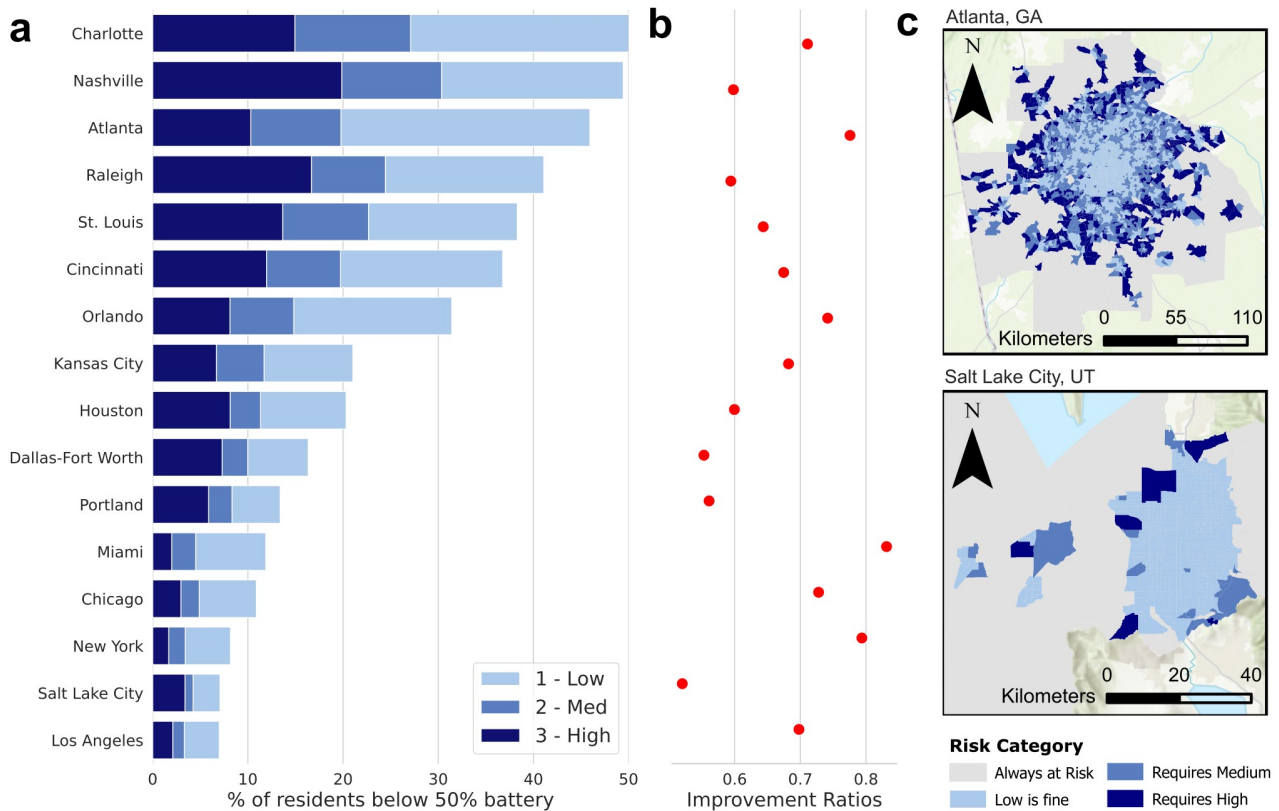 a
Charlotte
Nashville
Atlanta
Raleigh
St. Louis
Cincinnati
Orlando
Kansas City
Houston
Dallas-Fort Worth
Portland
Miami
Chicago
New York
Salt Lake City
Los Angeles
1 - Low
2 - Med
3 - High
0 10 20 30 40 50
% of residents below 50% battery
b
0.6 0.7 0.8
Improvement Ratios
c
Atlanta, GA
N
0 55 110
Kilometers
Salt Lake City, UT
N
0 20 40
Kilometers
Risk Category
Always at Risk
Low is fine
Requires Medium
Requires High